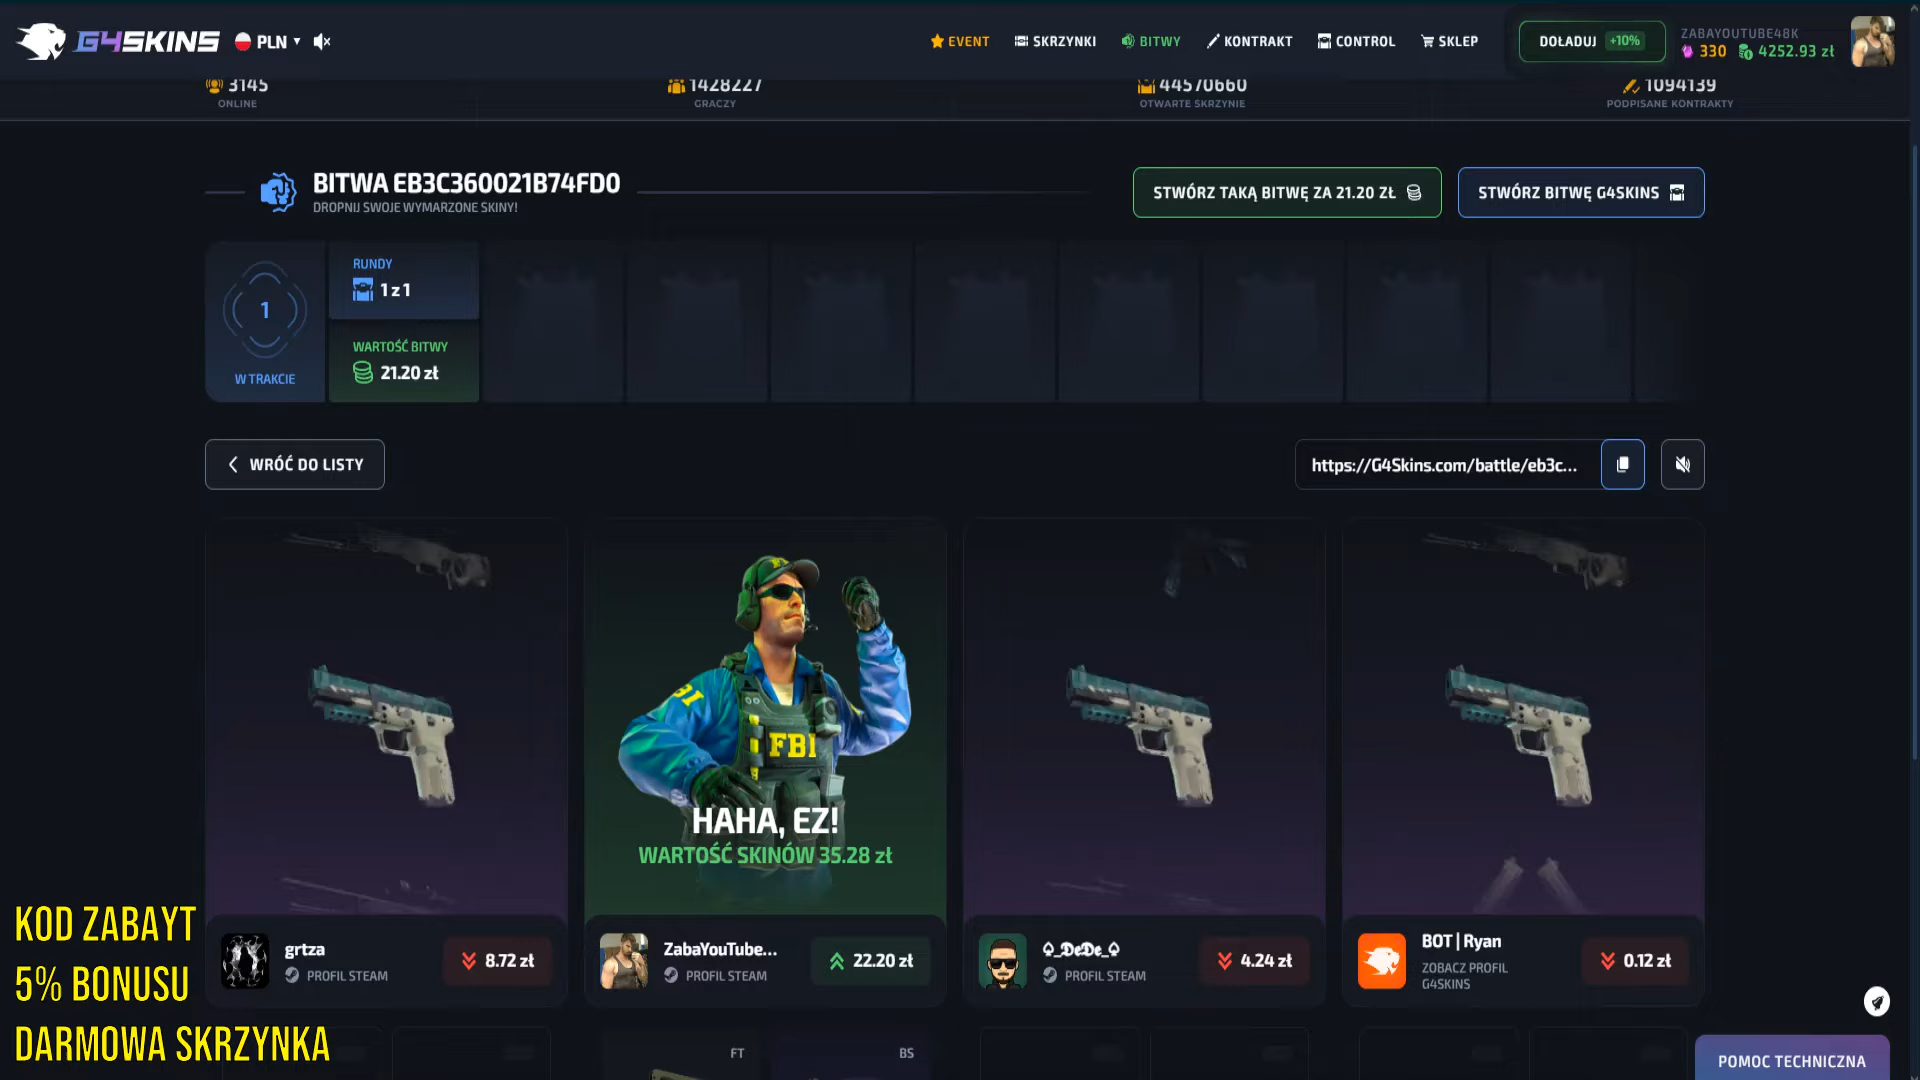 G4SKINS
PLN
EVENT
SKRZYNKI
BITWY
KONTRAKT
CONTROL
SKLEP
DOŁADUJ +10%
ZABAYOUTUBE48K
330 4252.93 zł
3145
ONLINE
1428227
GRACZY
44570660
OTWARTE SKRZYNIE
1094139
PODPISANE KONTRAKTY
BITWA EB3C360021B74FD0
DROPNIJ SWOJE WYMARZONE SKINY!
STWÓRZ TAKĄ BITWĘ ZA 21.20 ZŁ
STWÓRZ BITWĘ G4SKINS
1
W TRAKCIE
RUNDY
1 z 1
WARTOŚĆ BITWY
21.20 zł
WRÓĆ DO LISTY
https://G4Skins.com/battle/eb3c...
FBI
HAHA, EZ!
WARTOŚĆ SKINÓW 35.28 zł
grtza
PROFIL STEAM
8.72 zł
ZabaYouTube...
PROFIL STEAM
22.20 zł
♤_𝕯𝖊𝕯𝖊_♤
PROFIL STEAM
4.24 zł
BOT | Ryan
ZOBACZ PROFIL
G4SKINS
0.12 zł
FT
BS
KOD ZABAYT
5% BONUSU
DARMOWA SKRZYNKA
POMOC TECHNICZNA